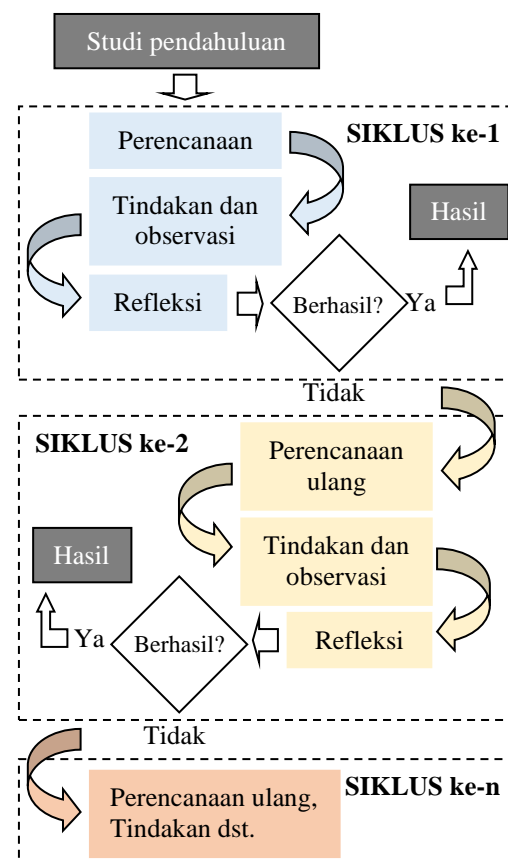 Studi pendahuluan
SIKLUS ke-1
Perencanaan
Tindakan dan
observasi
Hasil
Refleksi
Berhasil?
Ya
Tidak
SIKLUS ke-2
Perencanaan
ulang
Tindakan dan
observasi
Hasil
Refleksi
Berhasil?
Ya
Tidak
SIKLUS ke-n
Perencanaan ulang,
Tindakan dst.